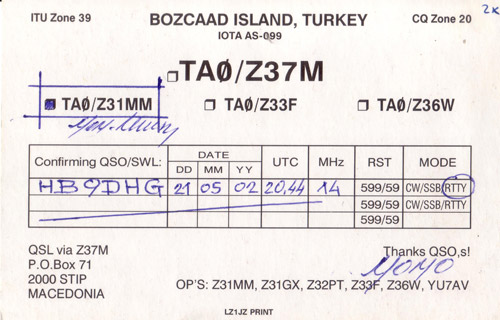 ITU Zone 39
BOZCAAD ISLAND, TURKEY
CQ Zone 20
2x
IOTA AS-099
TAØ/Z37M
TAØ/Z31MM
TAØ/Z33F
TAØ/Z36W
Confirming QSO/SWL: DATE UTC MHz RST MODE
DD MM YY
HB9DHG 21 05 02 20,44 14 599/59 CW/SSB/RTTY
599/59 CW/SSB/RTTY
599/59
QSL via Z37M
P.O.Box 71
2000 STIP
MACEDONIA
Thanks QSO,s!
MOMO
OP'S: Z31MM, Z31GX, Z32PT, Z33F, Z36W, YU7AV
LZ1JZ PRINT